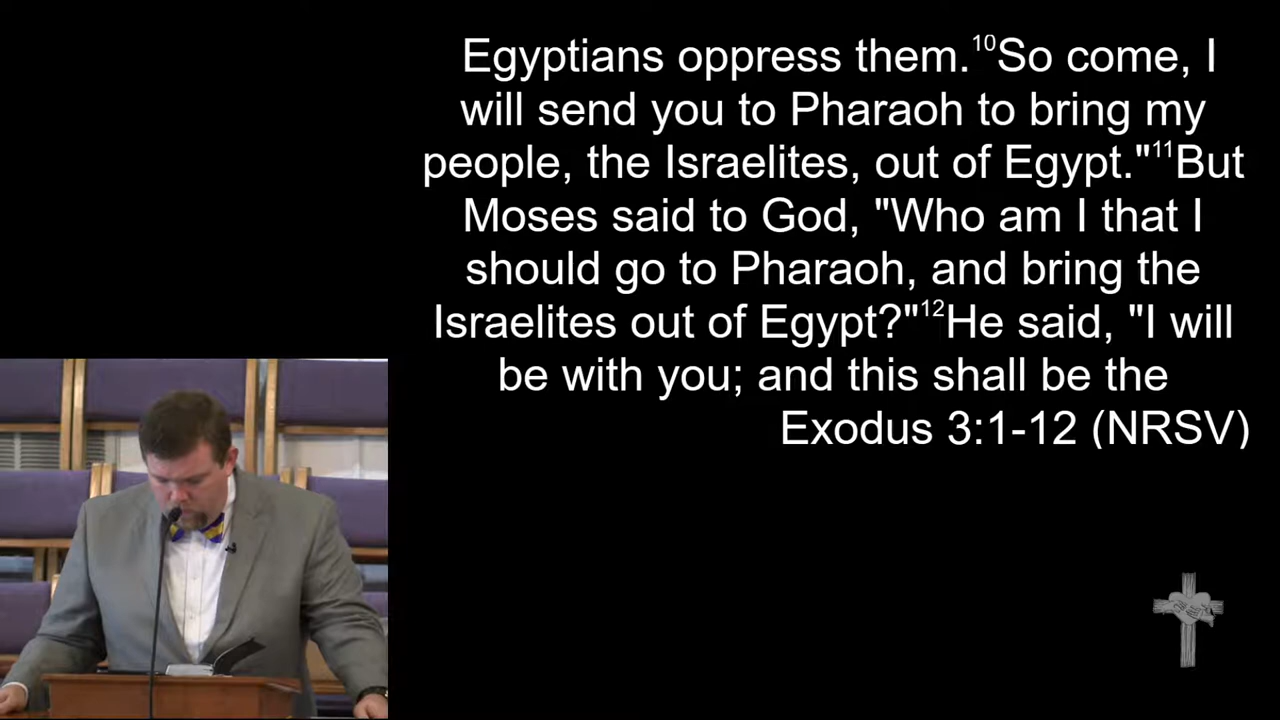 Egyptians oppress them.¹⁰So come, I
will send you to Pharaoh to bring my
people, the Israelites, out of Egypt."¹¹But
Moses said to God, "Who am I that I
should go to Pharaoh, and bring the
Israelites out of Egypt?"¹²He said, "I will
be with you; and this shall be the
Exodus 3:1-12 (NRSV)